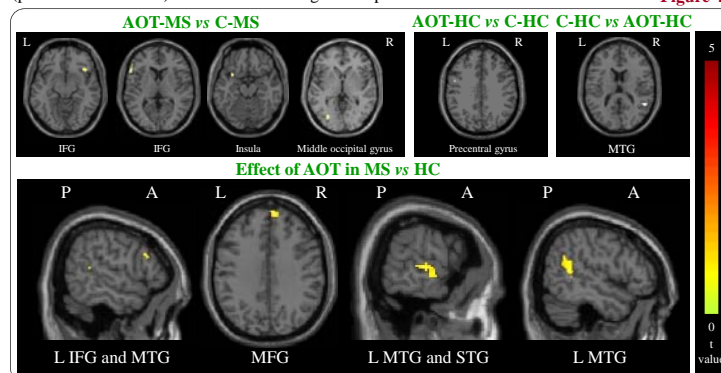 AOT-MS vs C-MS
AOT-HC vs C-HC
C-HC vs AOT-HC
L
R
L
R
L
R
IFG
IFG
Insula
Middle occipital gyrus
Precentral gyrus
MTG
Effect of AOT in MS vs HC
P
A
L
R
P
A
P
A
L IFG and MTG
MFG
L MTG and STG
L MTG
5
0
t
value